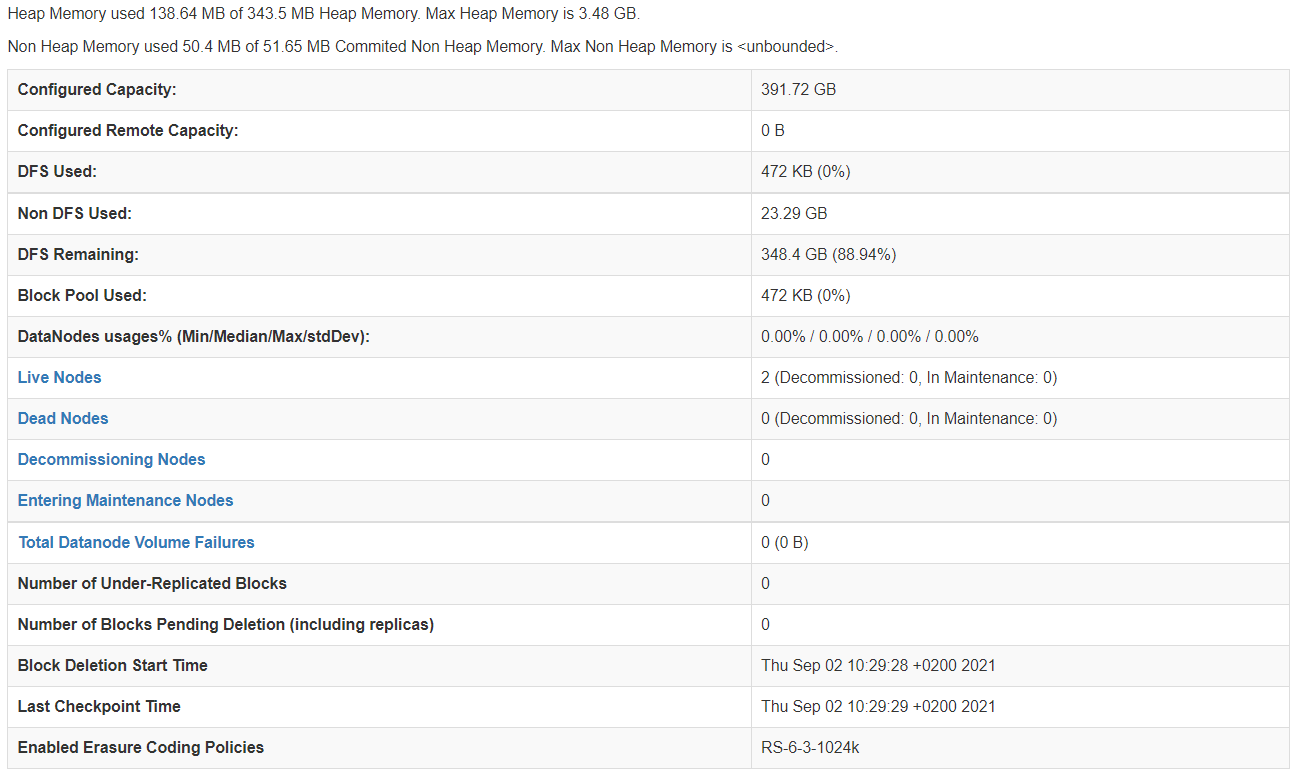 Heap Memory used 138.64 MB of 343.5 MB Heap Memory. Max Heap Memory is 3.48 GB.
Non Heap Memory used 50.4 MB of 51.65 MB Commited Non Heap Memory. Max Non Heap Memory is <unbounded>.
Configured Capacity: 391.72 GB
Configured Remote Capacity: 0 B
DFS Used: 472 KB (0%)
Non DFS Used: 23.29 GB
DFS Remaining: 348.4 GB (88.94%)
Block Pool Used: 472 KB (0%)
DataNodes usages% (Min/Median/Max/stdDev): 0.00% / 0.00% / 0.00% / 0.00%
Live Nodes 2 (Decommissioned: 0, In Maintenance: 0)
Dead Nodes 0 (Decommissioned: 0, In Maintenance: 0)
Decommissioning Nodes 0
Entering Maintenance Nodes 0
Total Datanode Volume Failures 0 (0 B)
Number of Under-Replicated Blocks 0
Number of Blocks Pending Deletion (including replicas) 0
Block Deletion Start Time Thu Sep 02 10:29:28 +0200 2021
Last Checkpoint Time Thu Sep 02 10:29:29 +0200 2021
Enabled Erasure Coding Policies RS-6-3-1024k